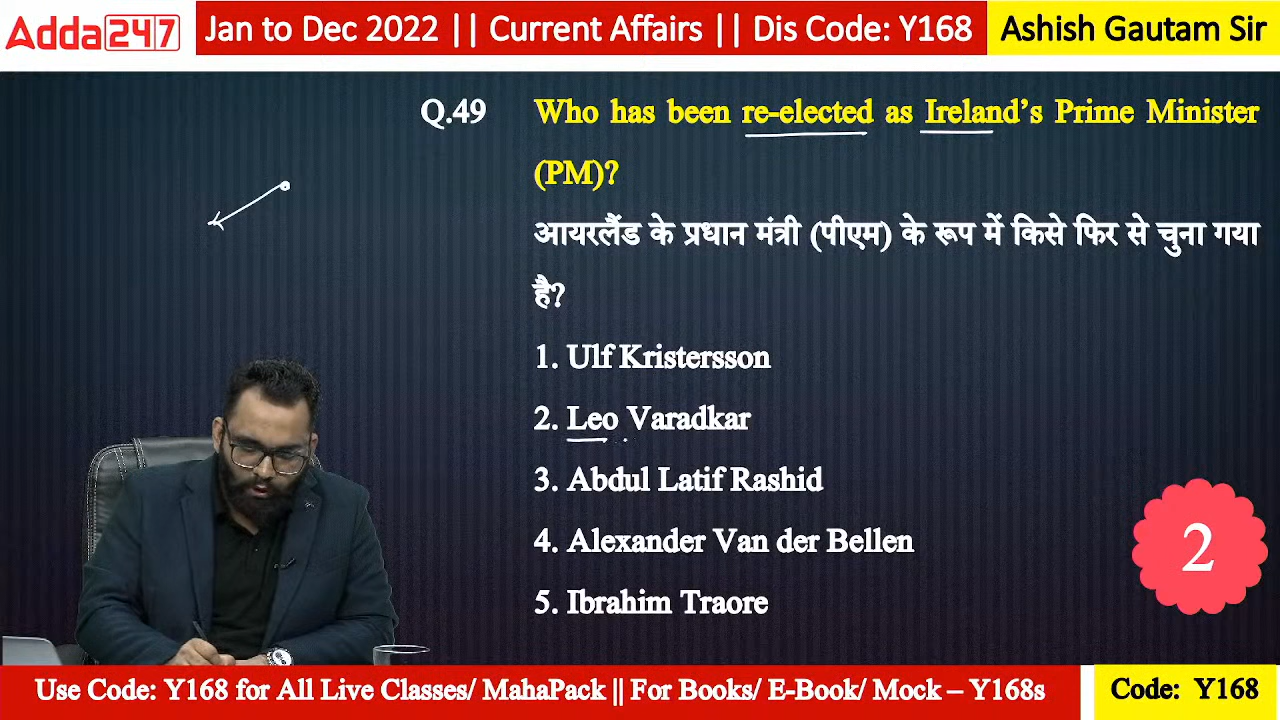 Adda247
Jan to Dec 2022 || Current Affairs || Dis Code: Y168
Ashish Gautam Sir
Q.49 Who has been re-elected as Ireland’s Prime Minister
(PM)?
आयरलैंड के प्रधान मंत्री (पीएम) के रूप में किसे फिर से चुना गया
है?
1. Ulf Kristersson
2. Leo Varadkar
3. Abdul Latif Rashid
4. Alexander Van der Bellen
5. Ibrahim Traore
2
Use Code: Y168 for All Live Classes/ MahaPack || For Books/ E-Book/ Mock – Y168s
Code: Y168